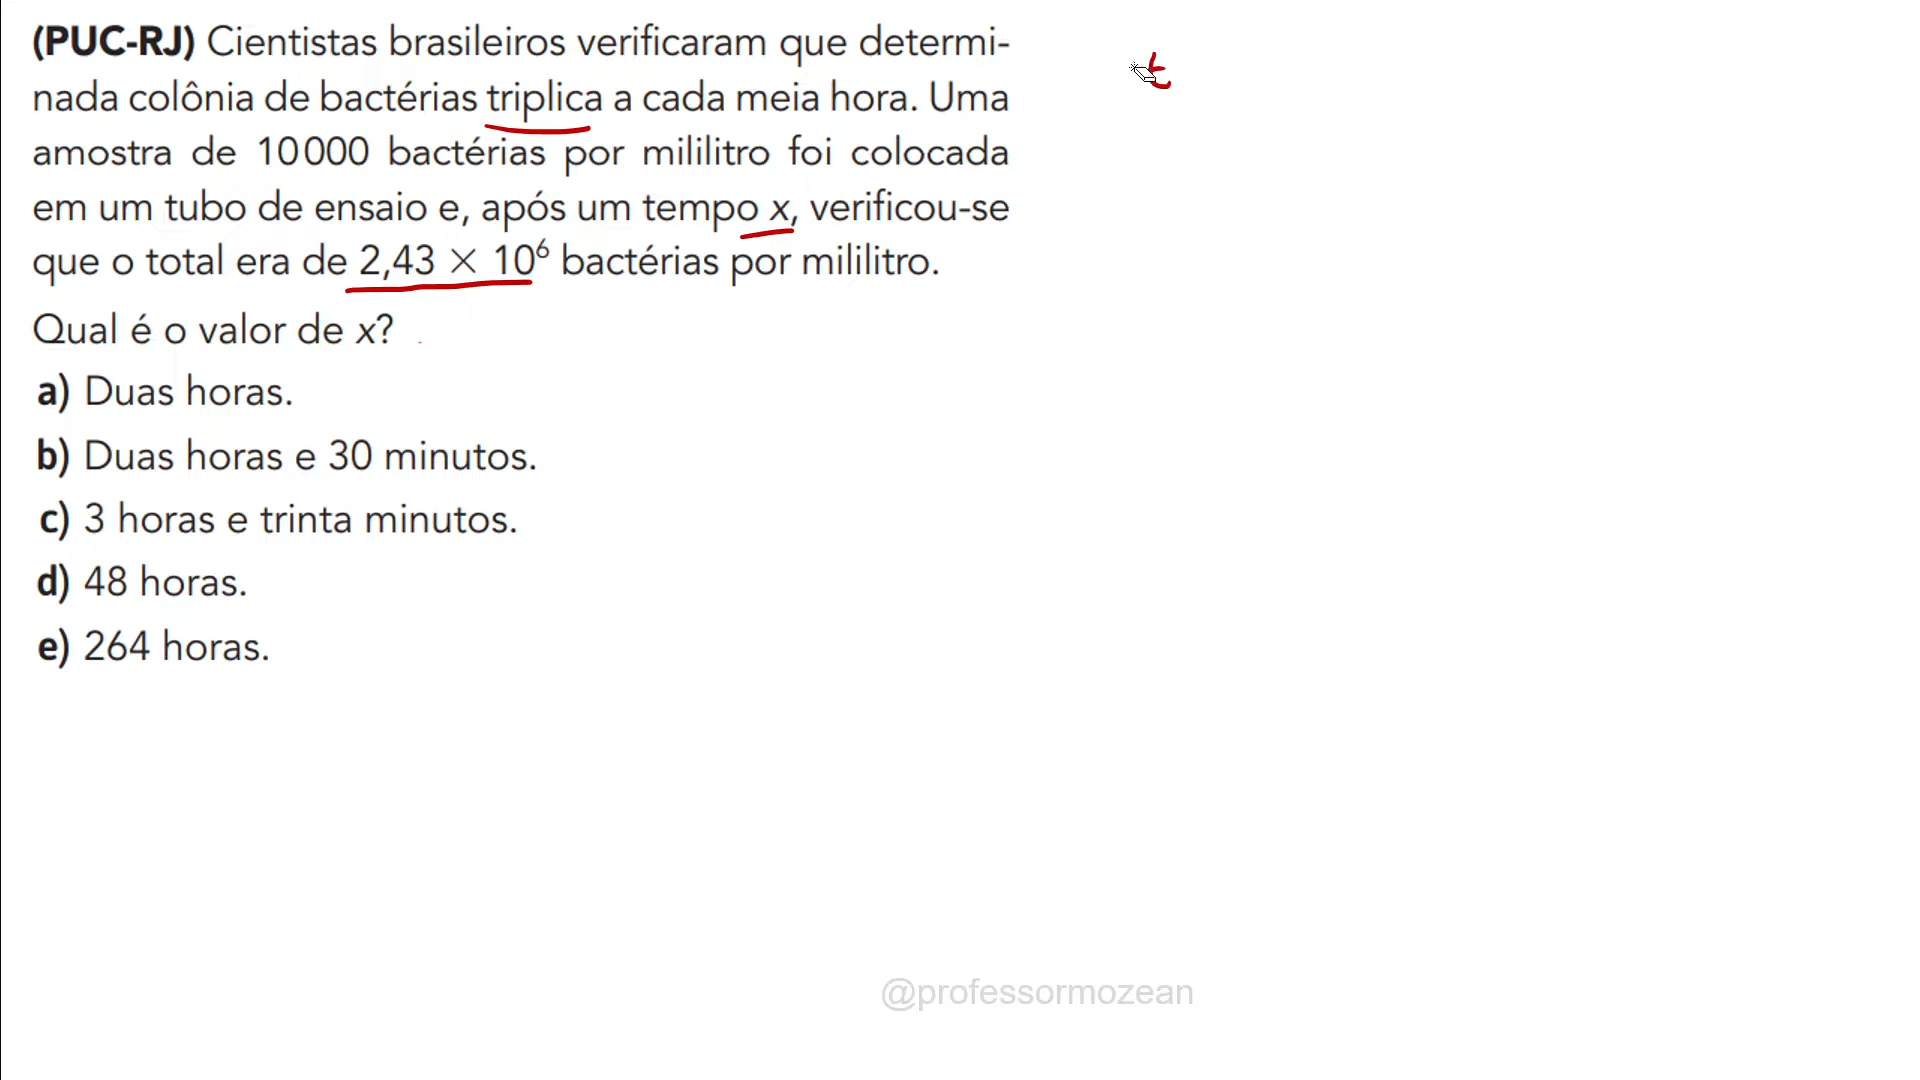 (PUC-RJ) Cientistas brasileiros verificaram que determi-
nada colônia de bactérias triplica a cada meia hora. Uma
amostra de 10 000 bactérias por mililitro foi colocada
em um tubo de ensaio e, após um tempo x, verificou-se
que o total era de 2,43 × 10⁶ bactérias por mililitro.
Qual é o valor de x?
a) Duas horas.
b) Duas horas e 30 minutos.
c) 3 horas e trinta minutos.
d) 48 horas.
e) 264 horas.
t
@professormozean